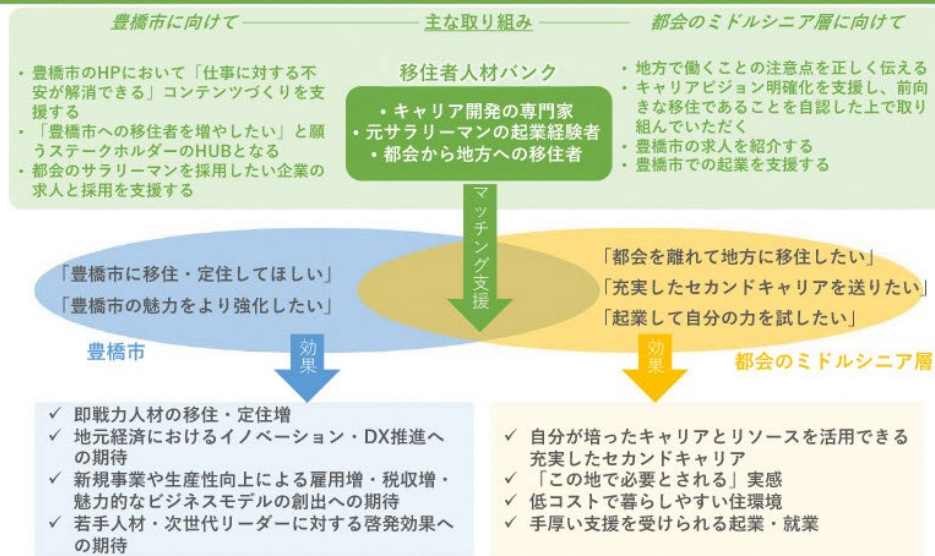 豊橋市に向けて
主な取り組み
都会のミドルシニア層に向けて
・豊橋市のHPにおいて「仕事に対する不
安が解消できる」コンテンツづくりを支
援する
・「豊橋市への移住者を増やしたい」と願
うステークホルダーのHUBとなる
・都会のサラリーマンを採用したい企業の
求人と採用を支援する
移住者人材バンク
・キャリア開発の専門家
・元サラリーマンの起業経験者
・都会から地方への移住者
・地方で働くことの注意点を正しく伝える
・キャリアビジョン明確化を支援し、前向
きな移住であることを自認した上で取り
組んでいただく
・豊橋市の求人を紹介する
・豊橋市での起業を支援する
マッチング支援
「豊橋市に移住・定住してほしい」
「豊橋市の魅力をより強化したい」
豊橋市
「都会を離れて地方に移住したい」
「充実したセカンドキャリアを送りたい」
「起業して自分の力を試したい」
都会のミドルシニア層
効果
効果
✓ 即戦力人材の移住・定住増
✓ 地元経済におけるイノベーション・DX推進へ
の期待
✓ 新規事業や生産性向上による雇用増・税収増・
魅力的なビジネスモデルの創出への期待
✓ 若手人材・次世代リーダーに対する啓発効果へ
の期待
✓ 自分が培ったキャリアとリソースを活用できる
充実したセカンドキャリア
✓ 「この地で必要とされる」実感
✓ 低コストで暮らしやすい住環境
✓ 手厚い支援を受けられる起業・就業